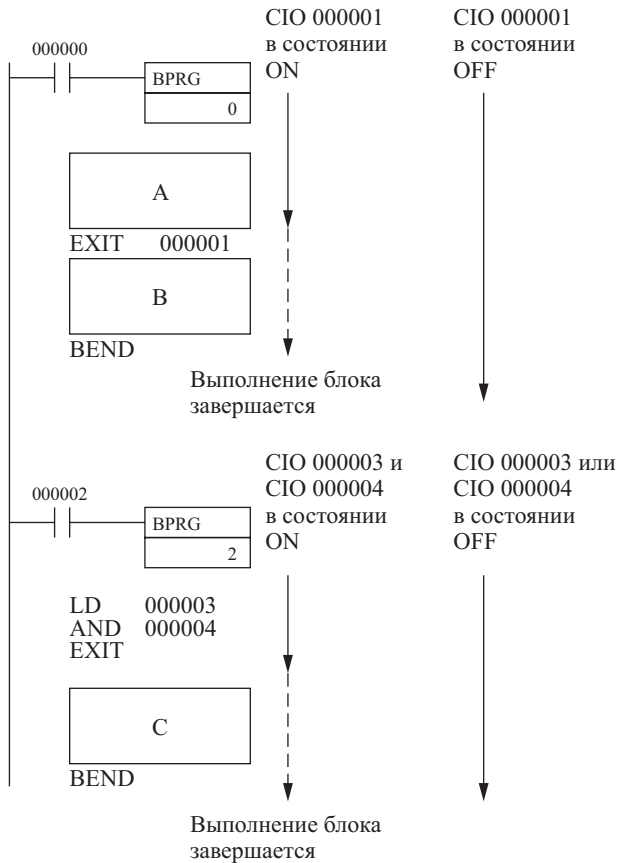 CIO 000001
в состоянии
ON
CIO 000001
в состоянии
OFF
000000
BPRG
0
A
EXIT 000001
B
BEND
Выполнение блока
завершается
CIO 000003 и
CIO 000004
в состоянии
ON
CIO 000003 или
CIO 000004
в состоянии
OFF
000002
BPRG
2
LD 000003
AND 000004
EXIT
C
BEND
Выполнение блока
завершается